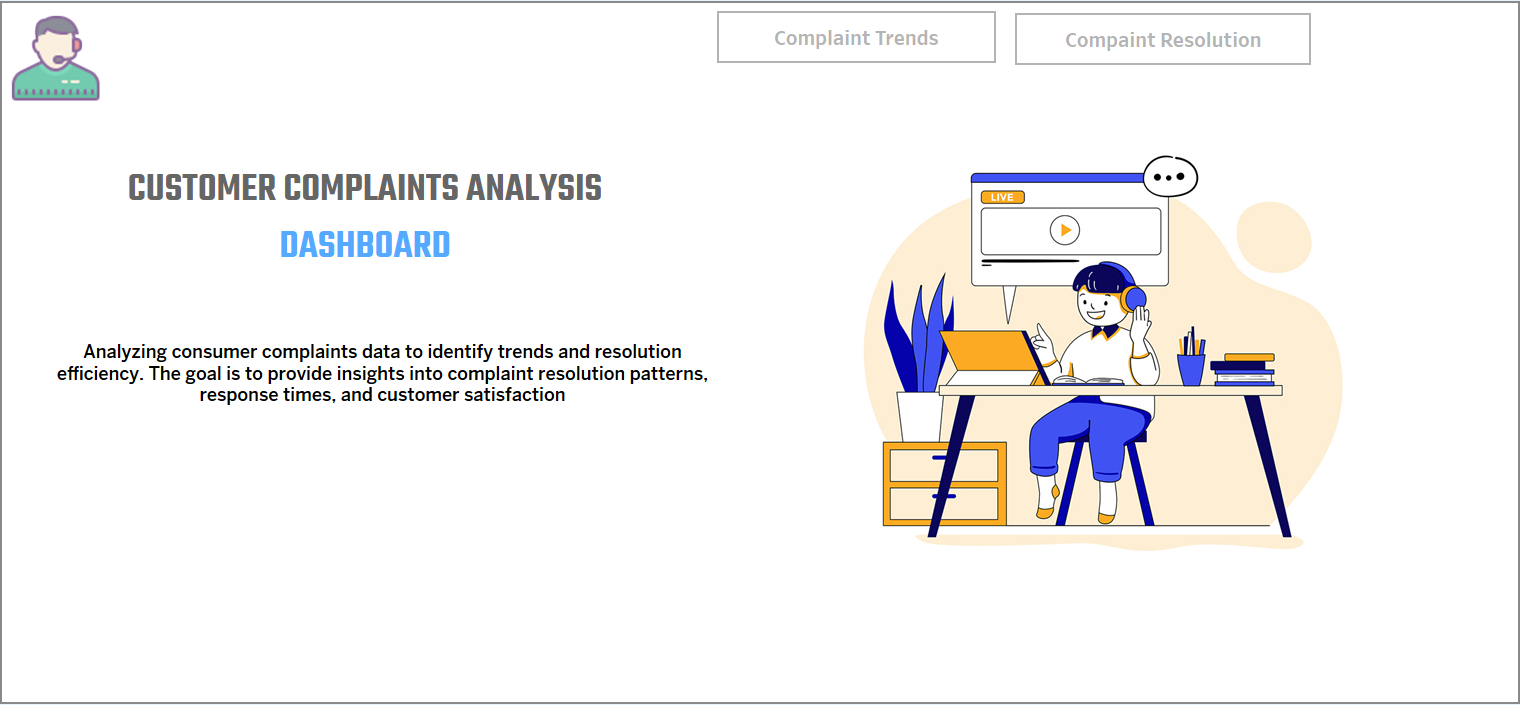 Complaint Trends
Compaint Resolution
CUSTOMER COMPLAINTS ANALYSIS
DASHBOARD
LIVE
Analyzing consumer complaints data to identify trends and resolution
efficiency. The goal is to provide insights into complaint resolution patterns,
response times, and customer satisfaction